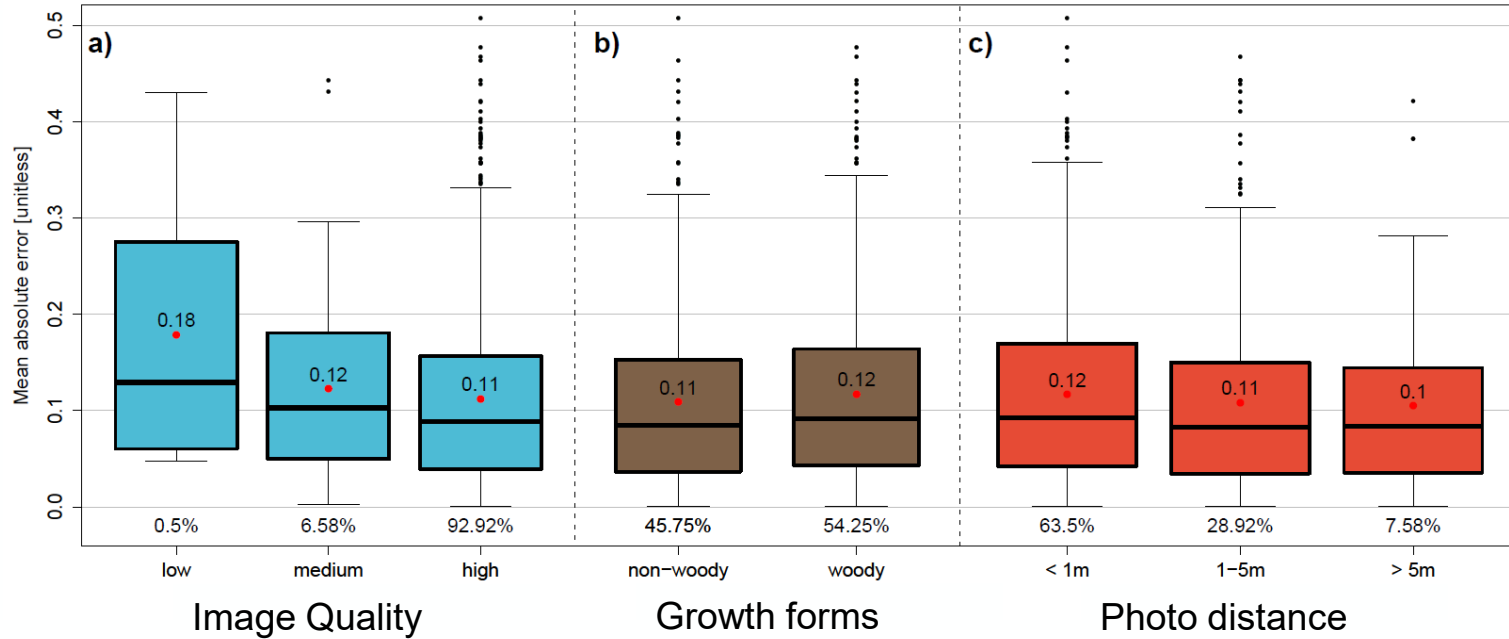 a) b) c)
Mean absolute error [unitless]
0.5
0.4
0.3
0.2
0.1
0.0
0.18 0.12 0.11 0.11 0.12 0.12 0.11 0.1
0.5% 6.58% 92.92% 45.75% 54.25% 63.5% 28.92% 7.58%
low medium high non-woody woody < 1m 1-5m > 5m
Image Quality Growth forms Photo distance